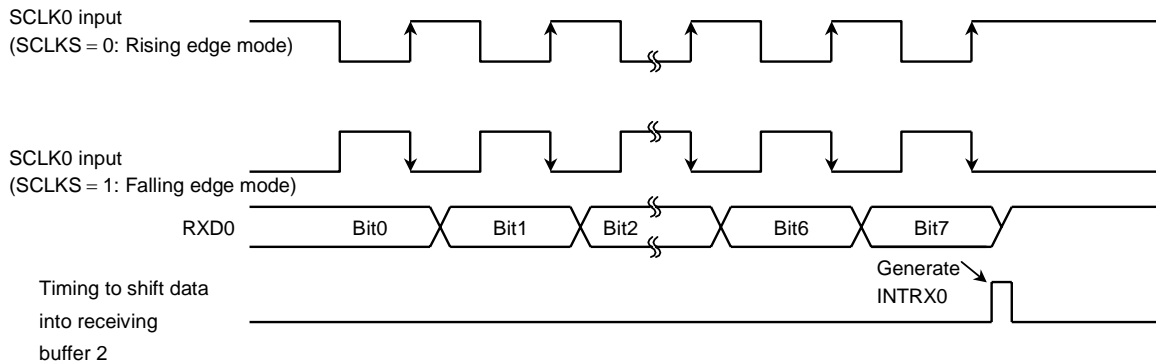 SCLK0 input
(SCLKS = 0: Rising edge mode)
SCLK0 input
(SCLKS = 1: Falling edge mode)
RXD0
Bit0
Bit1
Bit2
Bit6
Bit7
Generate
INTRX0
Timing to shift data
into receiving
buffer 2